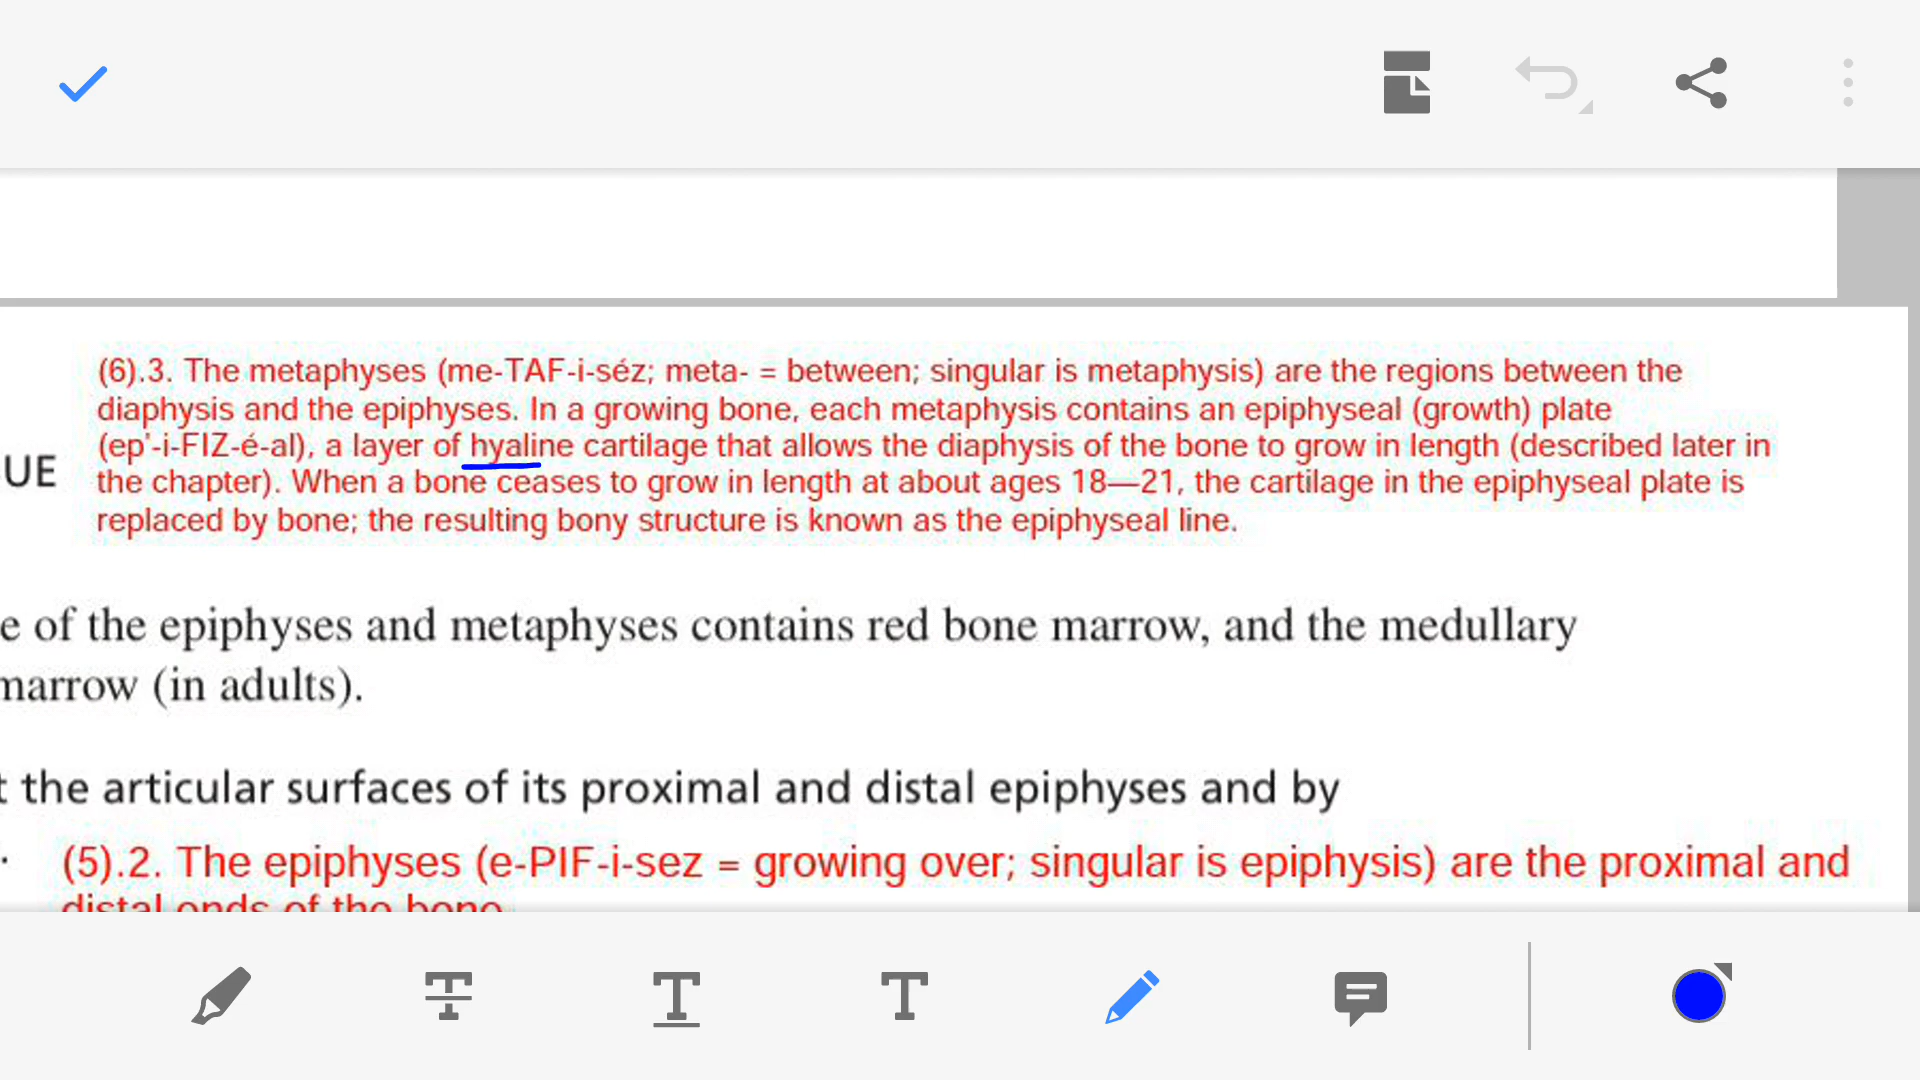 (6).3. The metaphyses (me-TAF-i-séz; meta- = between; singular is metaphysis) are the regions between the
diaphysis and the epiphyses. In a growing bone, each metaphysis contains an epiphyseal (growth) plate
(ep'-i-FIZ-é-al), a layer of hyaline cartilage that allows the diaphysis of the bone to grow in length (described later in
UE
the chapter). When a bone ceases to grow in length at about ages 18—21, the cartilage in the epiphyseal plate is
replaced by bone; the resulting bony structure is known as the epiphyseal line.
e of the epiphyses and metaphyses contains red bone marrow, and the medullary
marrow (in adults).
t the articular surfaces of its proximal and distal epiphyses and by
. (5).2. The epiphyses (e-PIF-i-sez = growing over; singular is epiphysis) are the proximal and
distal ends of the bone.